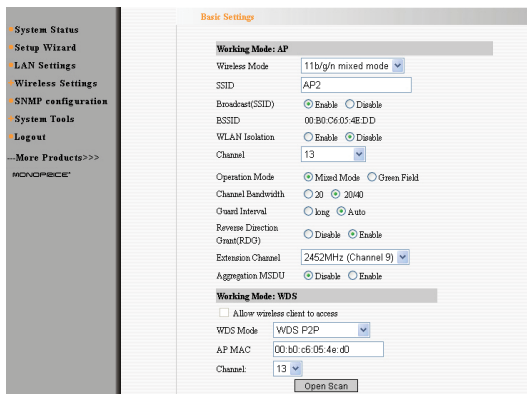 Basic Settings
System Status
Setup Wizard
LAN Settings
Wireless Settings
SNMP configuration
System Tools
Logout
---More Products>>>
MONOPRICE
Working Mode: AP
Wireless Mode 11b/g/n mixed mode
SSID AP2
Broadcast(SSID) Enable Disable
BSSID 00:B0:C6:05:4E:DD
WLAN Isolation Enable Disable
Channel 13
Operation Mode Mixed Mode Green Field
Channel Bandwidth 20 20/40
Guard Interval long Auto
Reverse Direction
Grant(RDG) Disable Enable
Extension Channel 2452MHz (Channel 9)
Aggregation MSDU Disable Enable
Working Mode: WDS
Allow wireless client to access
WDS Mode WDS P2P
AP MAC 00:b0:c6:05:4e:d0
Channel: 13
Open Scan